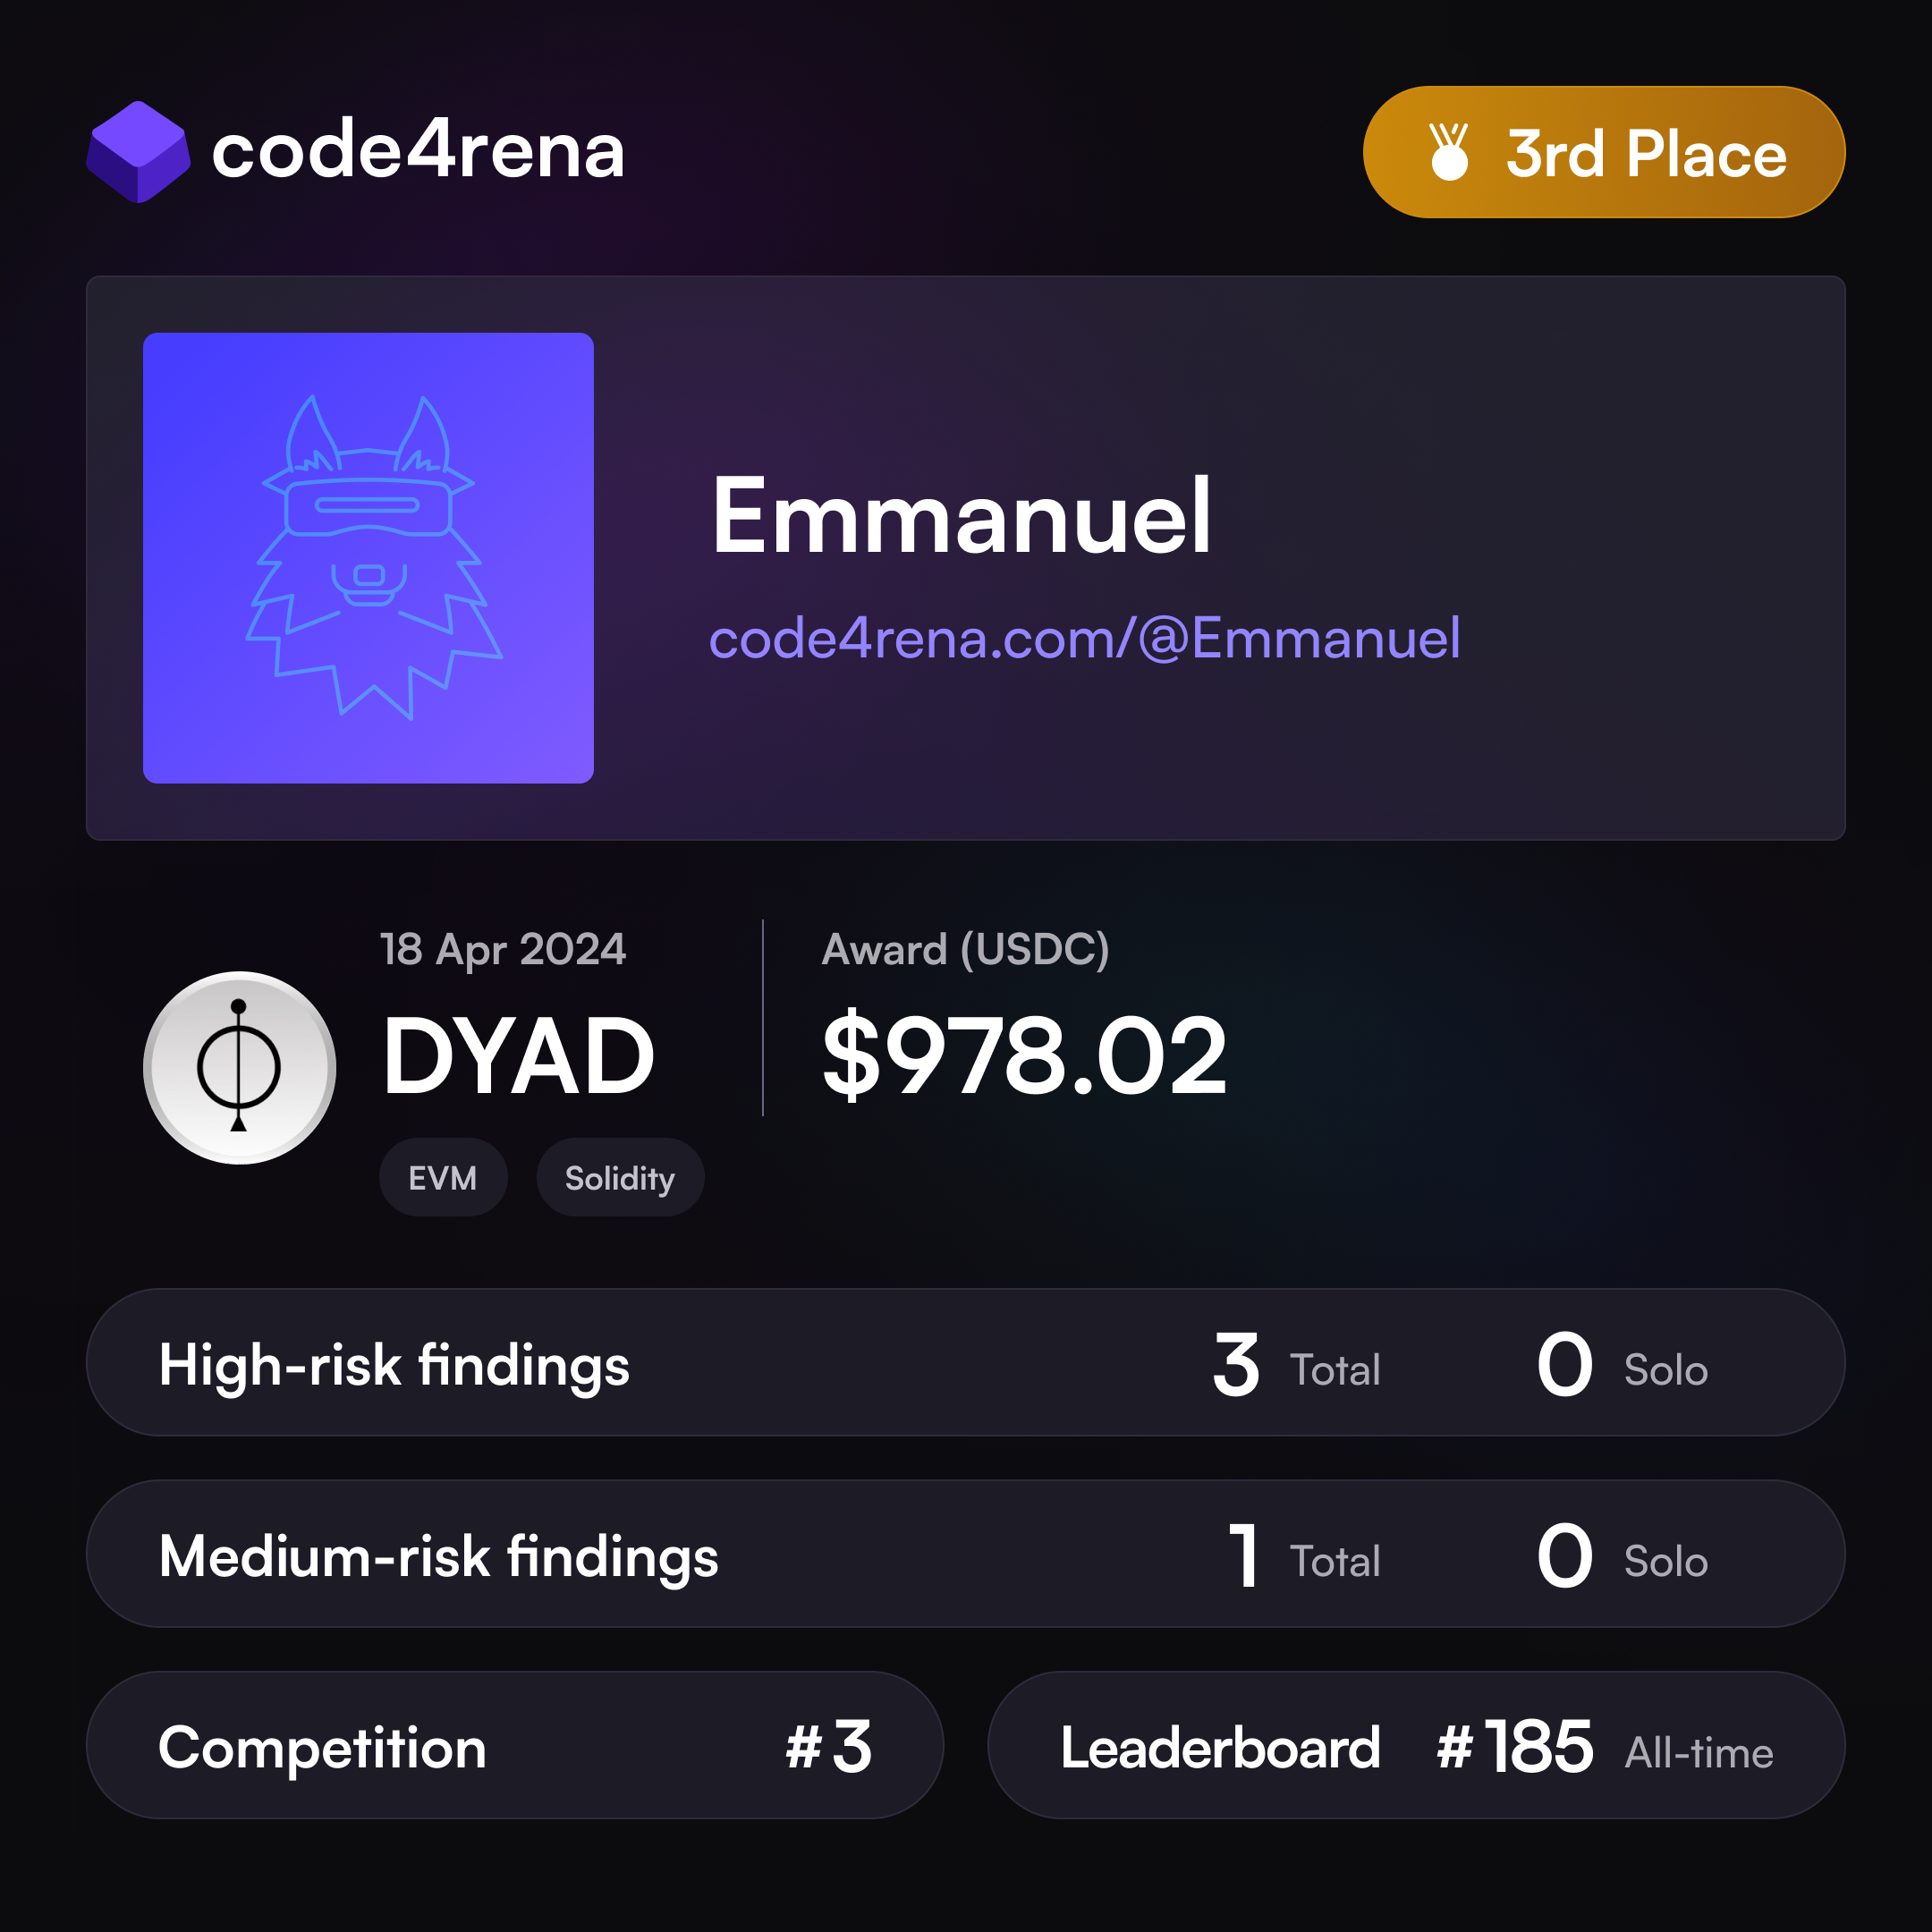 code4rena
3rd Place
Emmanuel
code4rena.com/@Emmanuel
18 Apr 2024
DYAD
EVM Solidity
Award (USDC)
$978.02
High-risk findings 3 Total 0 Solo
Medium-risk findings 1 Total 0 Solo
Competition #3
Leaderboard #185 All-time